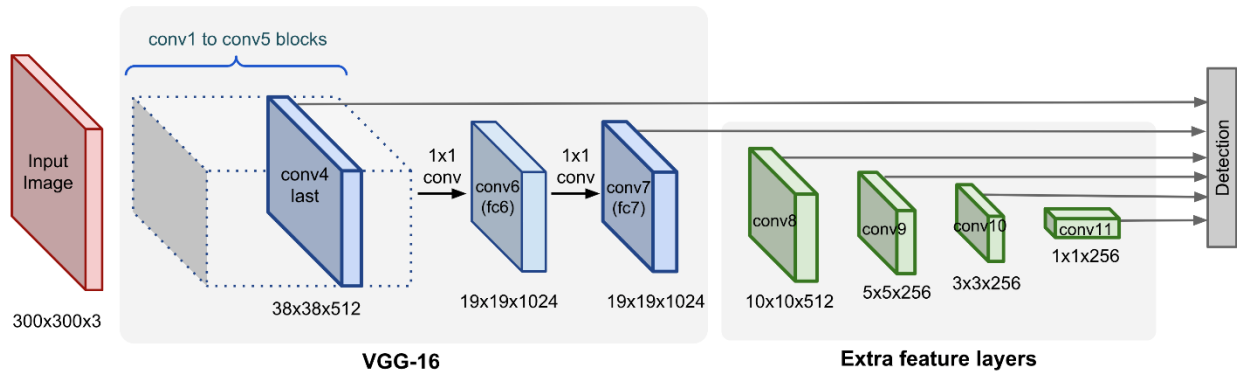 conv1 to conv5 blocks
Input
Image
conv4
last
1x1
conv
conv6
(fc6)
1x1
conv
conv7
(fc7)
conv8
conv9
conv10
conv11
Detection
300x300x3
38x38x512
19x19x1024
19x19x1024
10x10x512
5x5x256
3x3x256
1x1x256
VGG-16
Extra feature layers